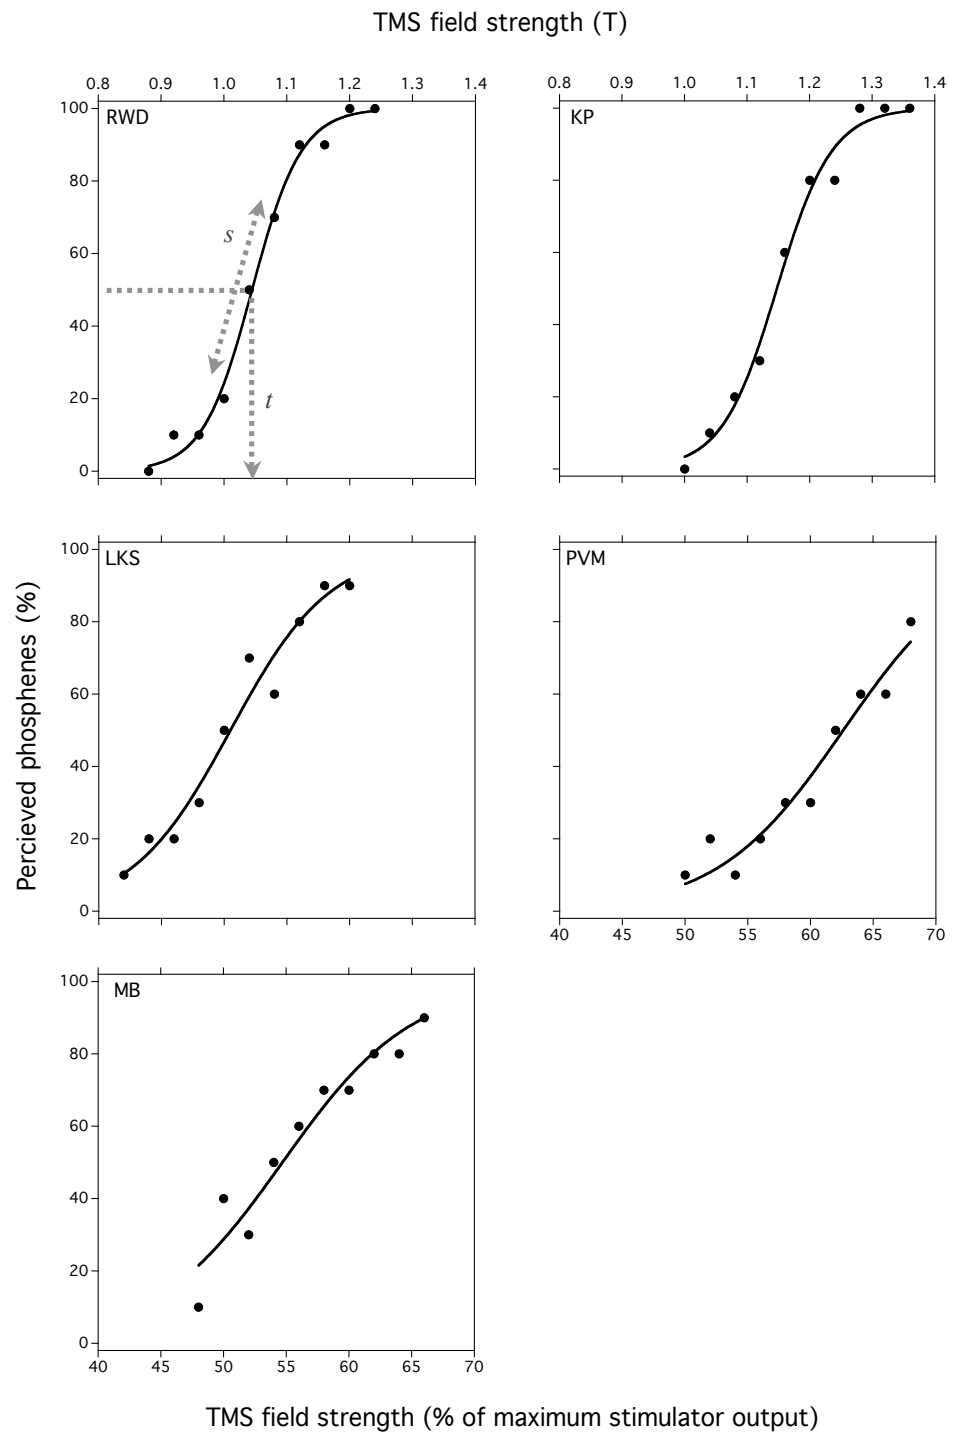 TMS field strength (T)
0.8 0.9 1.0 1.1 1.2 1.3 1.4
0.8 0.9 1.0 1.1 1.2 1.3 1.4
RWD
100
80
60
40
20
0
s
t
KP
Percieved phosphenes (%)
LKS
100
80
60
40
20
0
PVM
40 45 50 55 60 65 70
MB
100
80
60
40
20
0
40 45 50 55 60 65 70
TMS field strength (% of maximum stimulator output)